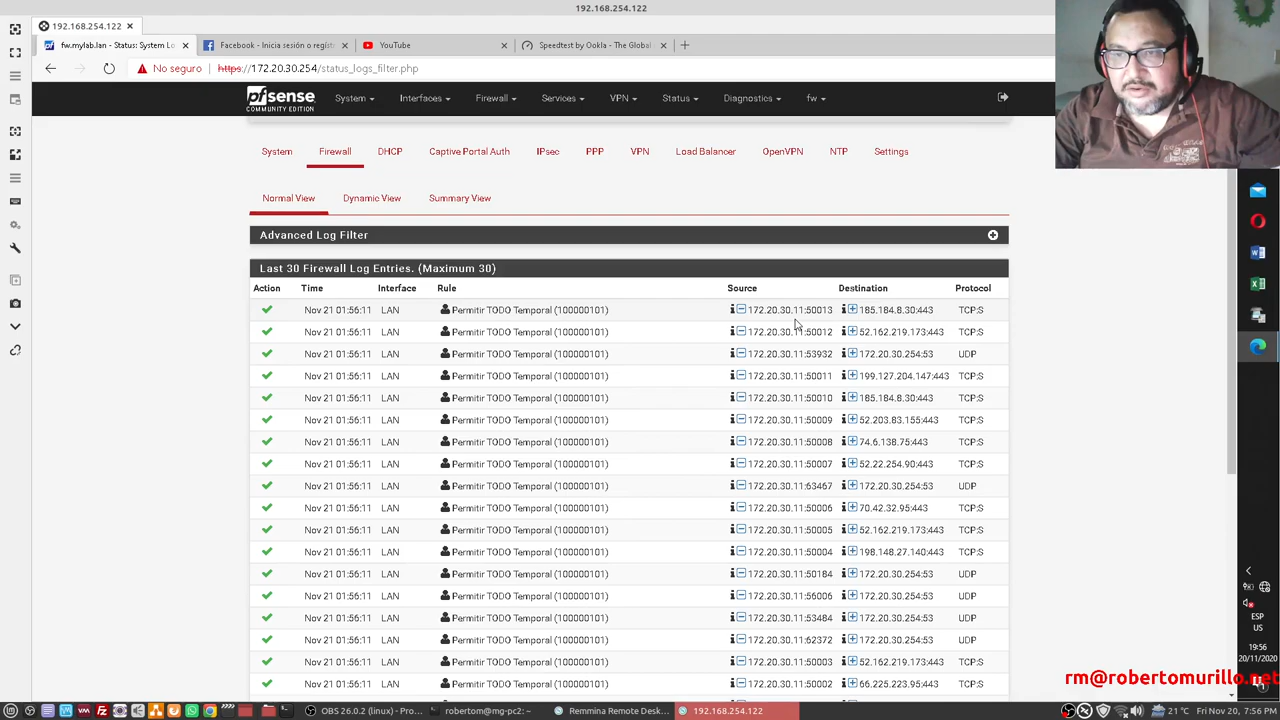 192.168.254.122
192.168.254.122
fw.mylab.lan - Status: System Lo
Facebook - Inicia sesión o regist
YouTube
Speedtest by Ookla - The Global
No seguro
https://172.20.30.254/status_logs_filter.php
pfsense
COMMUNITY EDITION
System
Interfaces
Firewall
Services
VPN
Status
Diagnostics
fw
System Firewall DHCP Captive Portal Auth IPsec PPP VPN Load Balancer OpenVPN NTP Settings
Normal View Dynamic View Summary View
Advanced Log Filter
Last 30 Firewall Log Entries. (Maximum 30)
Action Time Interface Rule Source Destination Protocol
Nov 21 01:56:11 LAN Permitir TODO Temporal (100000101) 172.20.30.11:50013 185.184.8.30:443 TCP:S
Nov 21 01:56:11 LAN Permitir TODO Temporal (100000101) 172.20.30.11:50012 52.162.219.173:443 TCP:S
Nov 21 01:56:11 LAN Permitir TODO Temporal (100000101) 172.20.30.11:53932 172.20.30.254:53 UDP
Nov 21 01:56:11 LAN Permitir TODO Temporal (100000101) 172.20.30.11:50011 199.127.204.147:443 TCP:S
Nov 21 01:56:11 LAN Permitir TODO Temporal (100000101) 172.20.30.11:50010 185.184.8.30:443 TCP:S
Nov 21 01:56:11 LAN Permitir TODO Temporal (100000101) 172.20.30.11:50009 52.203.83.155:443 TCP:S
Nov 21 01:56:11 LAN Permitir TODO Temporal (100000101) 172.20.30.11:50008 74.6.138.75:443 TCP:S
Nov 21 01:56:11 LAN Permitir TODO Temporal (100000101) 172.20.30.11:50007 52.22.254.90:443 TCP:S
Nov 21 01:56:11 LAN Permitir TODO Temporal (100000101) 172.20.30.11:63467 172.20.30.254:53 UDP
Nov 21 01:56:11 LAN Permitir TODO Temporal (100000101) 172.20.30.11:50006 70.42.32.95:443 TCP:S
Nov 21 01:56:11 LAN Permitir TODO Temporal (100000101) 172.20.30.11:50005 52.162.219.173:443 TCP:S
Nov 21 01:56:11 LAN Permitir TODO Temporal (100000101) 172.20.30.11:50004 198.148.27.140:443 TCP:S
Nov 21 01:56:11 LAN Permitir TODO Temporal (100000101) 172.20.30.11:50184 172.20.30.254:53 UDP
Nov 21 01:56:11 LAN Permitir TODO Temporal (100000101) 172.20.30.11:56006 172.20.30.254:53 UDP
Nov 21 01:56:11 LAN Permitir TODO Temporal (100000101) 172.20.30.11:53484 172.20.30.254:53 UDP
Nov 21 01:56:11 LAN Permitir TODO Temporal (100000101) 172.20.30.11:62372 172.20.30.254:53 UDP
Nov 21 01:56:11 LAN Permitir TODO Temporal (100000101) 172.20.30.11:50003 52.162.219.173:443 TCP:S
Nov 21 01:56:11 LAN Permitir TODO Temporal (100000101) 172.20.30.11:50002 66.225.223.95:443 TCP:S
ESP
US
19:56
20/11/2020
rm@robertomurillo.net
OBS 26.0.2 (linux) - Pro...
robertom@mg-pc2: ~
Remmina Remote Desk...
192.168.254.122
21 °C
Fri Nov 20, 7:56 PM